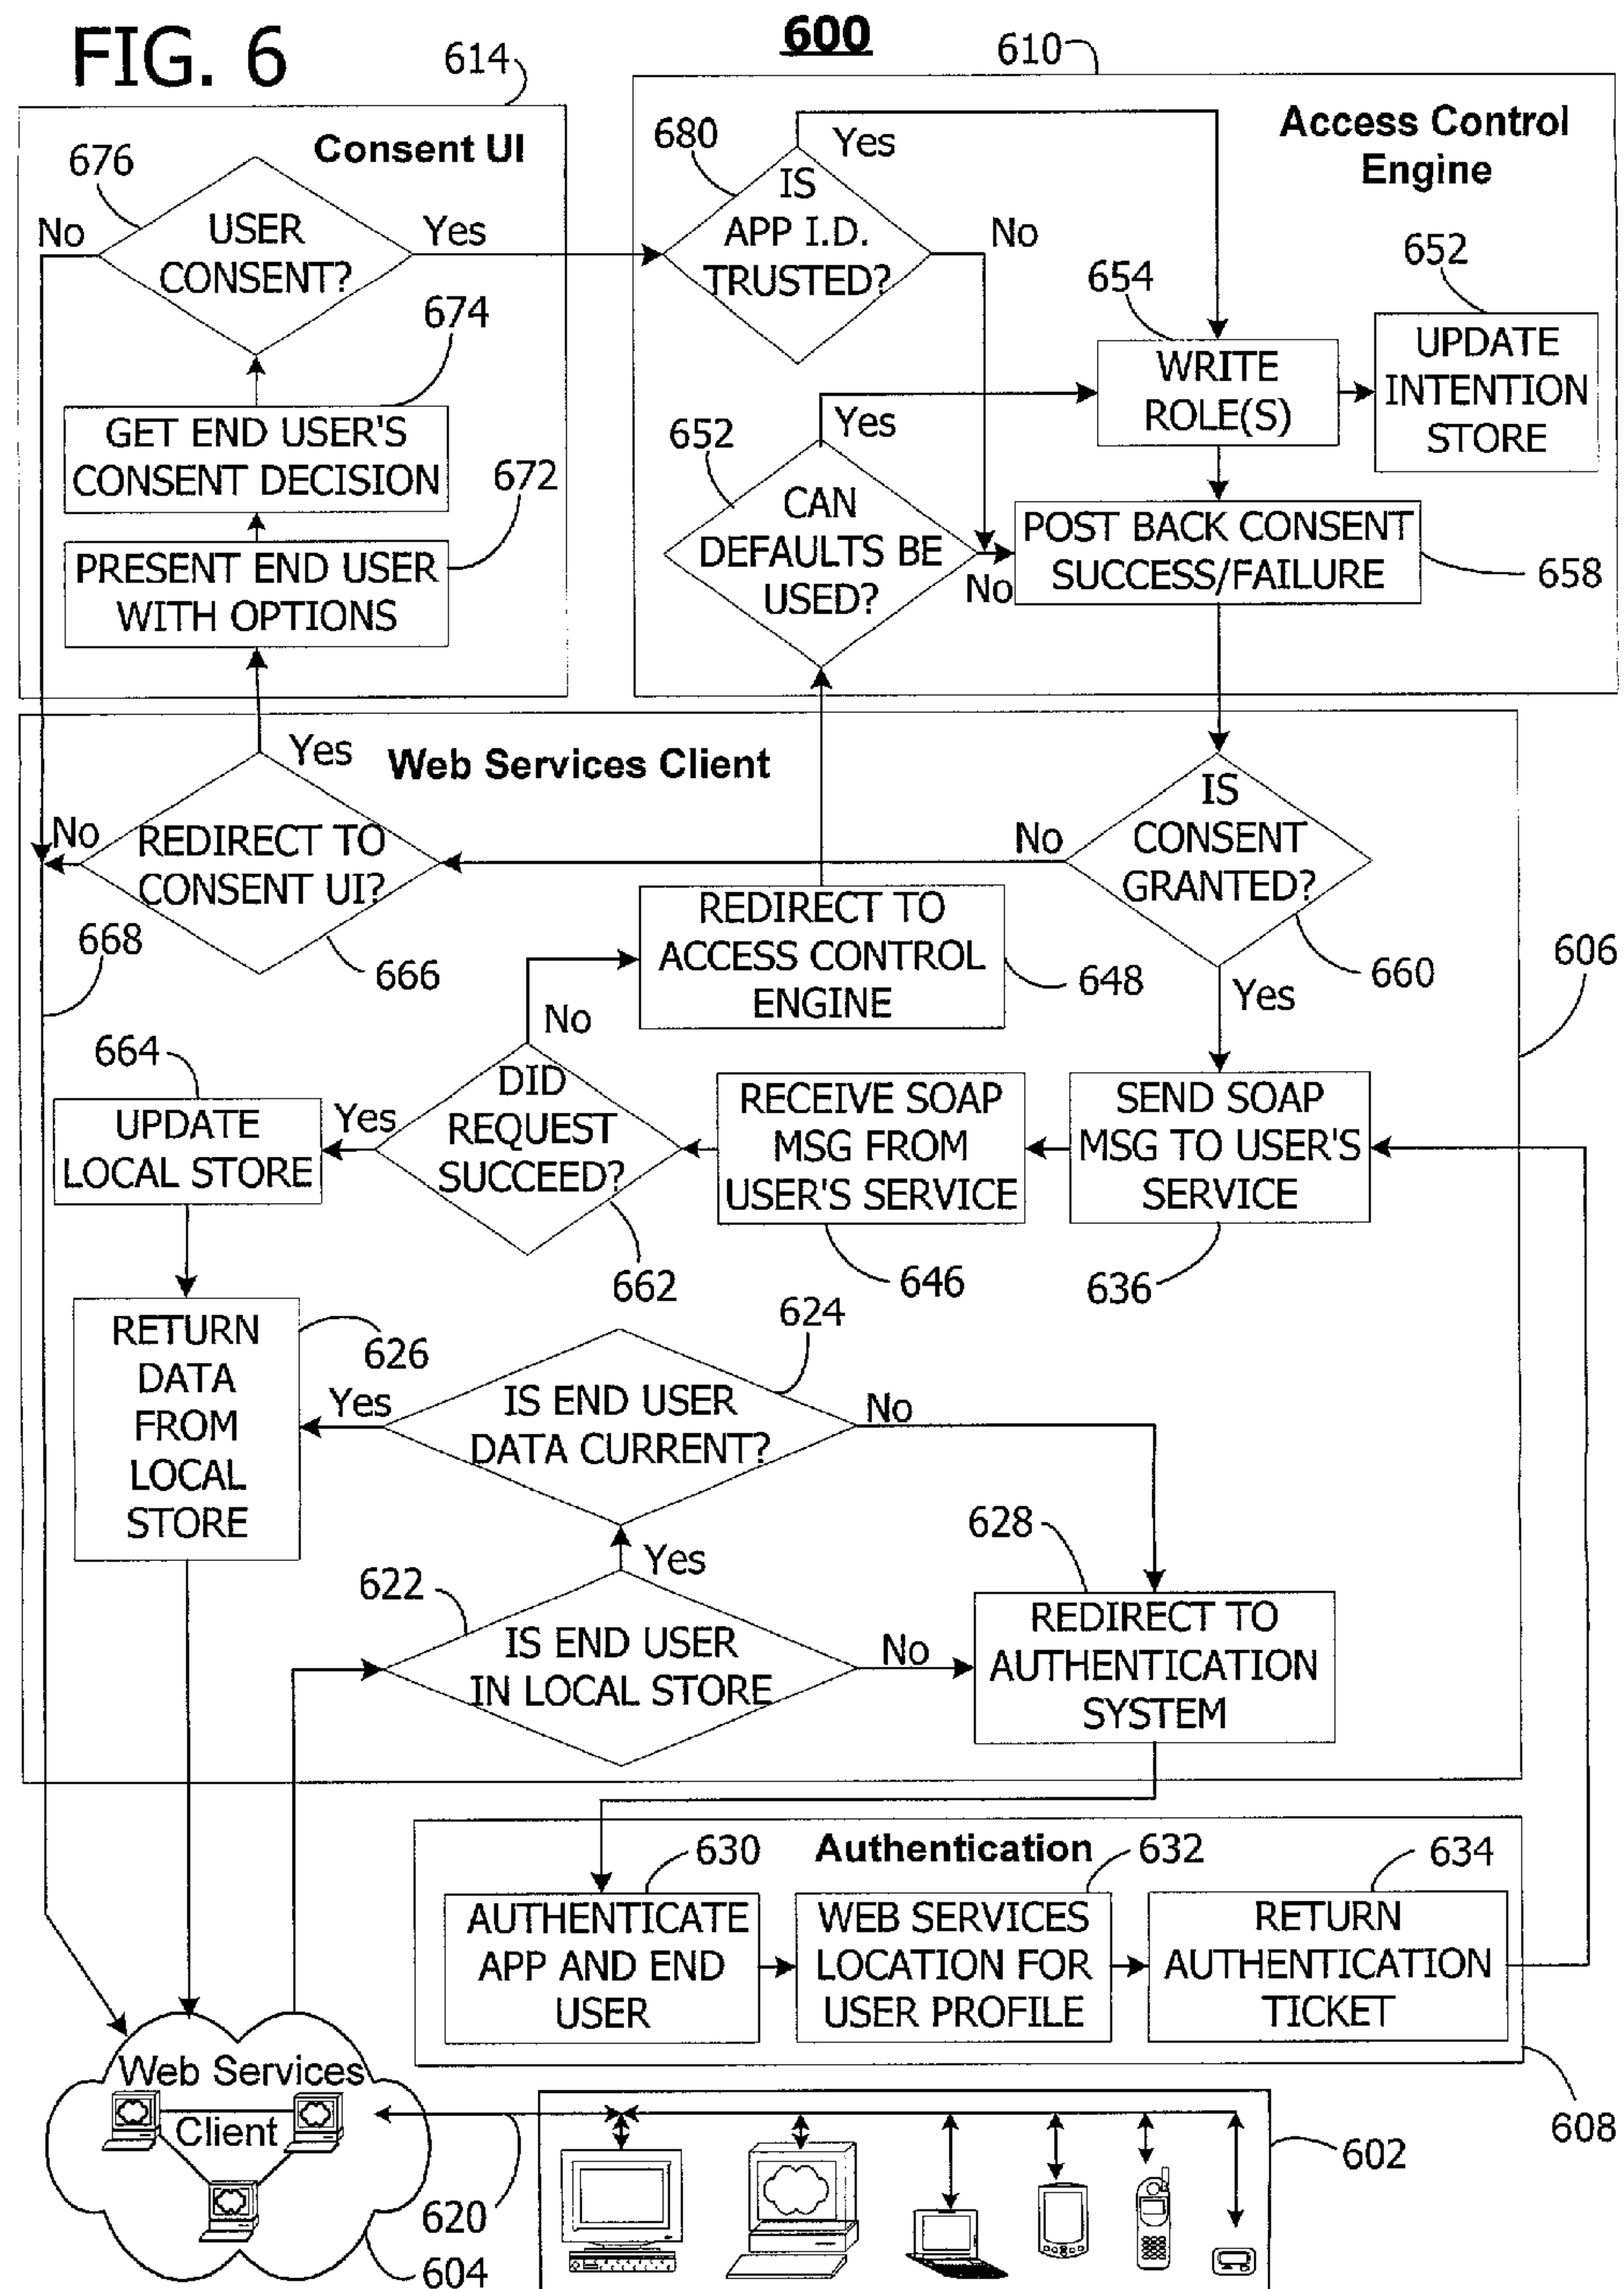 FIG. 6
600
614
610
Consent UI
676
No
USER
CONSENT?
Yes
674
GET END USER'S
CONSENT DECISION
672
PRESENT END USER
WITH OPTIONS
Access Control
Engine
680
Yes
IS
APP I.D.
TRUSTED?
No
654
652
WRITE
ROLE(S)
UPDATE
INTENTION
STORE
652
Yes
CAN
DEFAULTS BE
USED?
No
POST BACK CONSENT
SUCCESS/FAILURE
658
Web Services Client
Yes
No
REDIRECT TO
CONSENT UI?
668
666
No
IS
CONSENT
GRANTED?
660
606
Yes
REDIRECT TO
ACCESS CONTROL
ENGINE
648
No
664
UPDATE
LOCAL STORE
Yes
DID
REQUEST
SUCCEED?
662
RECEIVE SOAP
MSG FROM
USER'S SERVICE
646
SEND SOAP
MSG TO USER'S
SERVICE
636
RETURN
DATA
FROM
LOCAL
STORE
626
624
Yes
IS END USER
DATA CURRENT?
No
628
622
Yes
IS END USER
IN LOCAL STORE
No
REDIRECT TO
AUTHENTICATION
SYSTEM
Authentication
630
632
634
AUTHENTICATE
APP AND END
USER
WEB SERVICES
LOCATION FOR
USER PROFILE
RETURN
AUTHENTICATION
TICKET
608
Web Services
Client
620
604
602